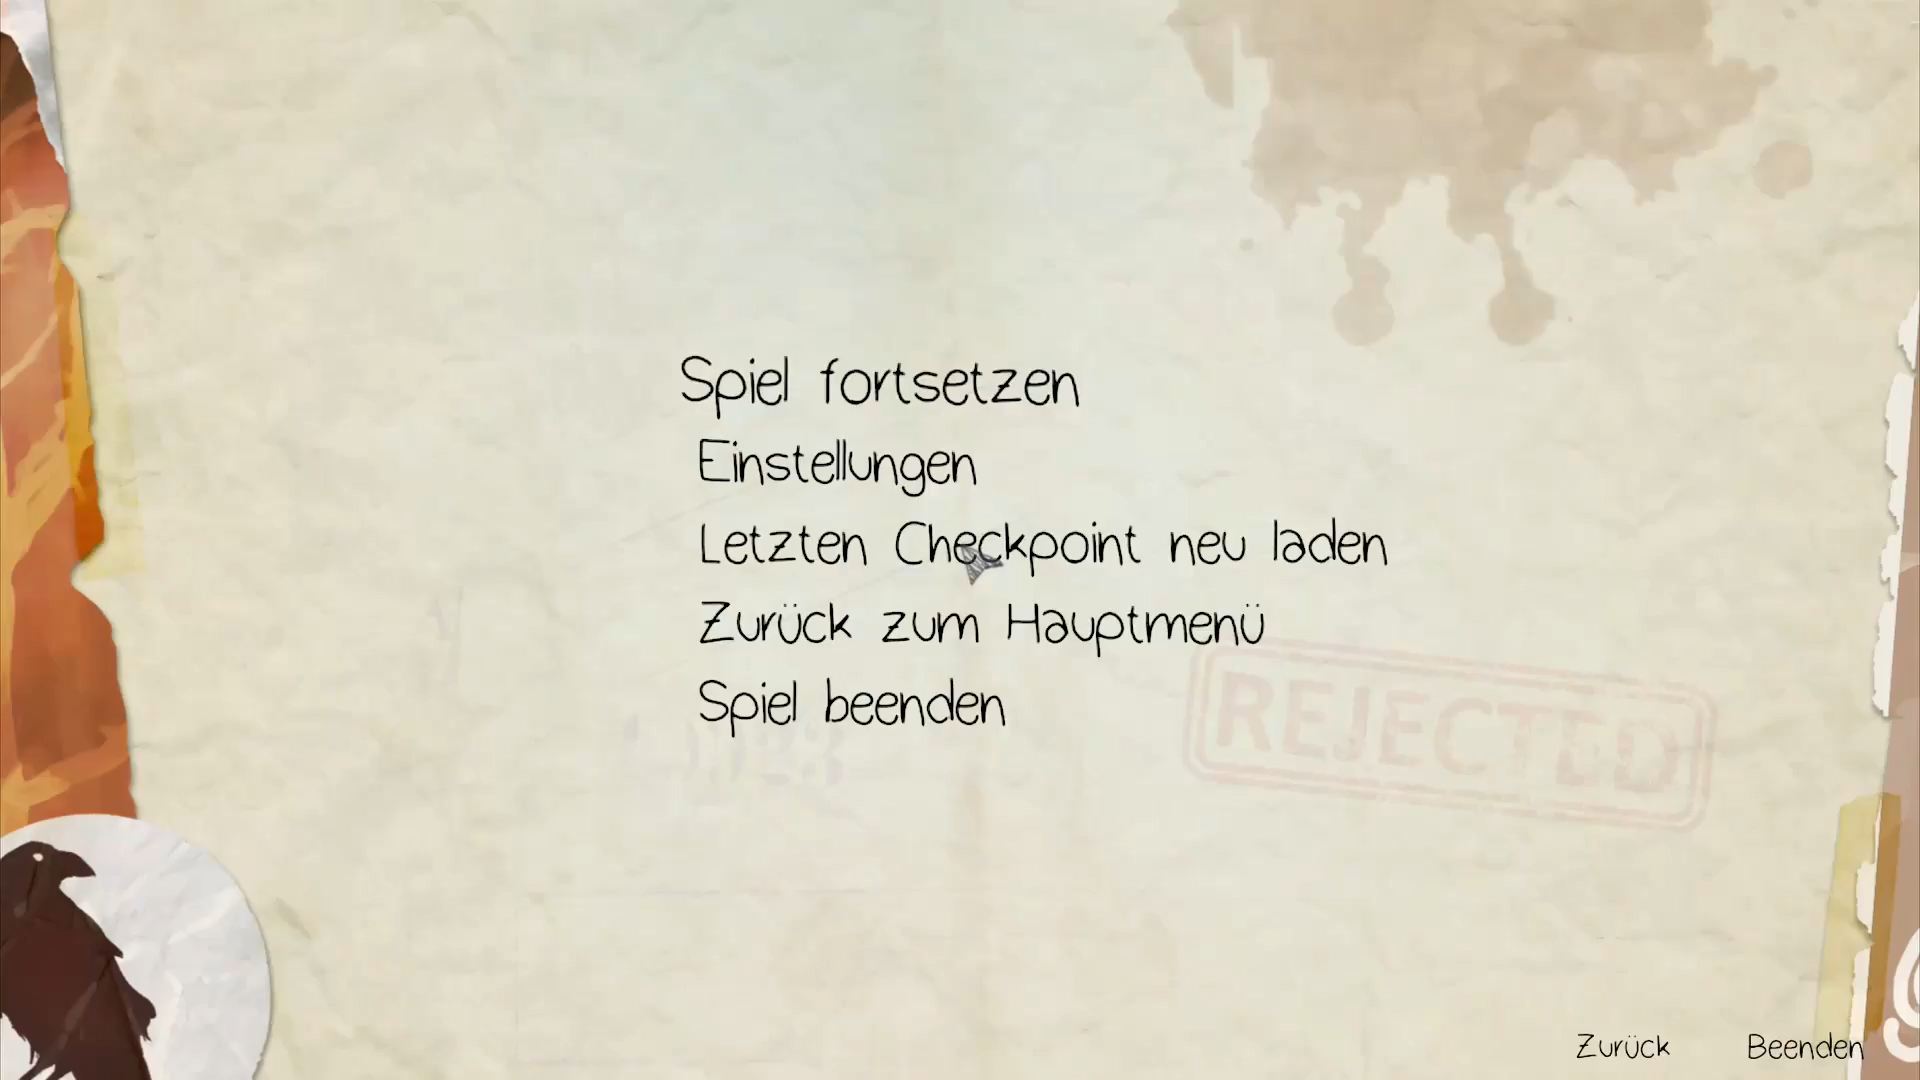 Spiel fortsetzen
Einstellungen
Letzten Checkpoint neu laden
Zurück zum Hauptmenü
Spiel beenden
REJECTED
Zurück Beenden